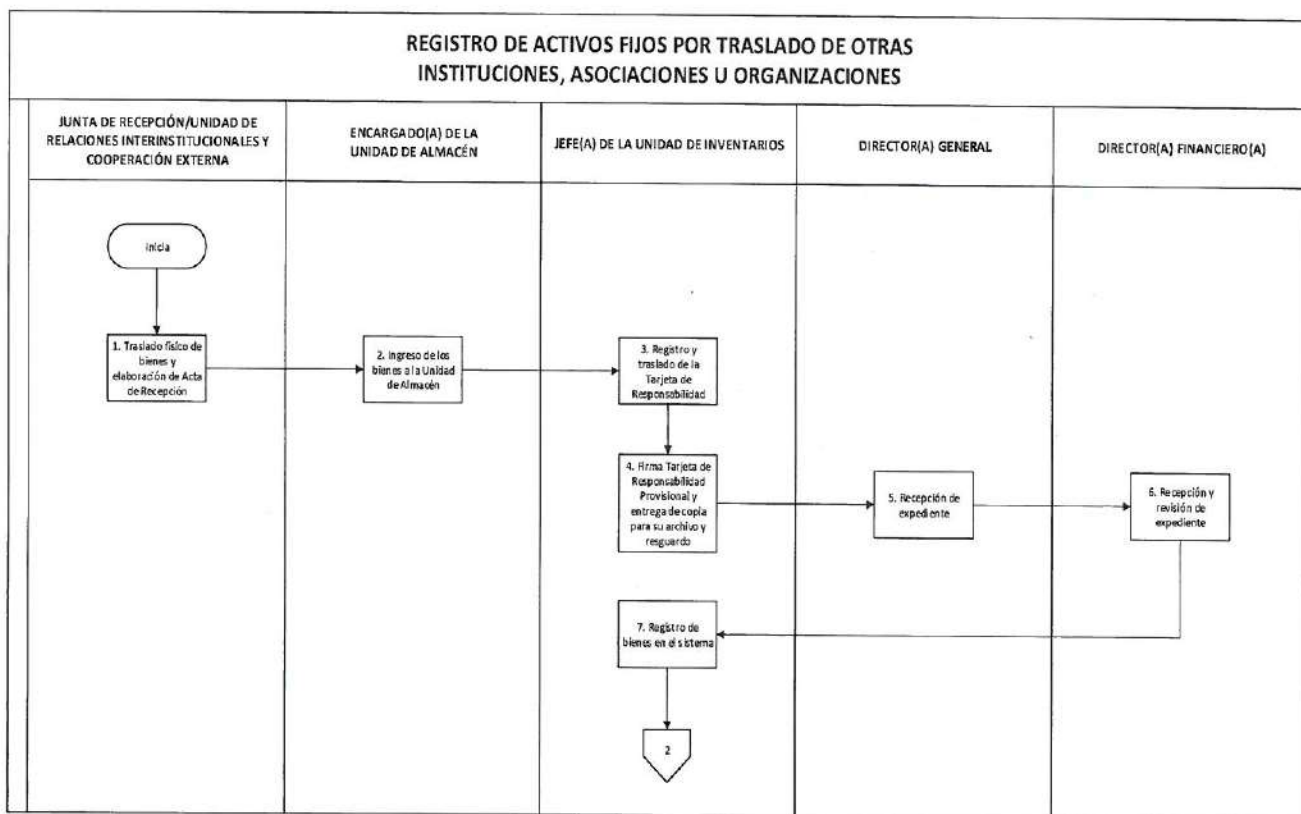 REGISTRO DE ACTIVOS FIJOS POR TRASLADO DE OTRAS
INSTITUCIONES, ASOCIACIONES U ORGANIZACIONES
JUNTA DE RECEPCIÓN/UNIDAD DE
RELACIONES INTERINSTITUCIONALES Y
COOPERACIÓN EXTERNA
ENCARGADO(A) DE LA
UNIDAD DE ALMACÉN
JEFE(A) DE LA UNIDAD DE INVENTARIOS
DIRECTOR(A) GENERAL
DIRECTOR(A) FINANCIERO(A)
Inicia
1. Traslado físico de
bienes y
elaboración de Acta
de Recepción
2. Ingreso de los
bienes a la Unidad
de Almacén
3. Registro y
traslado de la
Tarjeta de
Responsabilidad
4. Firma Tarjeta de
Responsabilidad
Provisional y
entrega de copia
para su archivo y
resguardo
5. Recepción de
expediente
6. Recepción y
revisión de
expediente
7. Registro de
bienes en el sistema
2